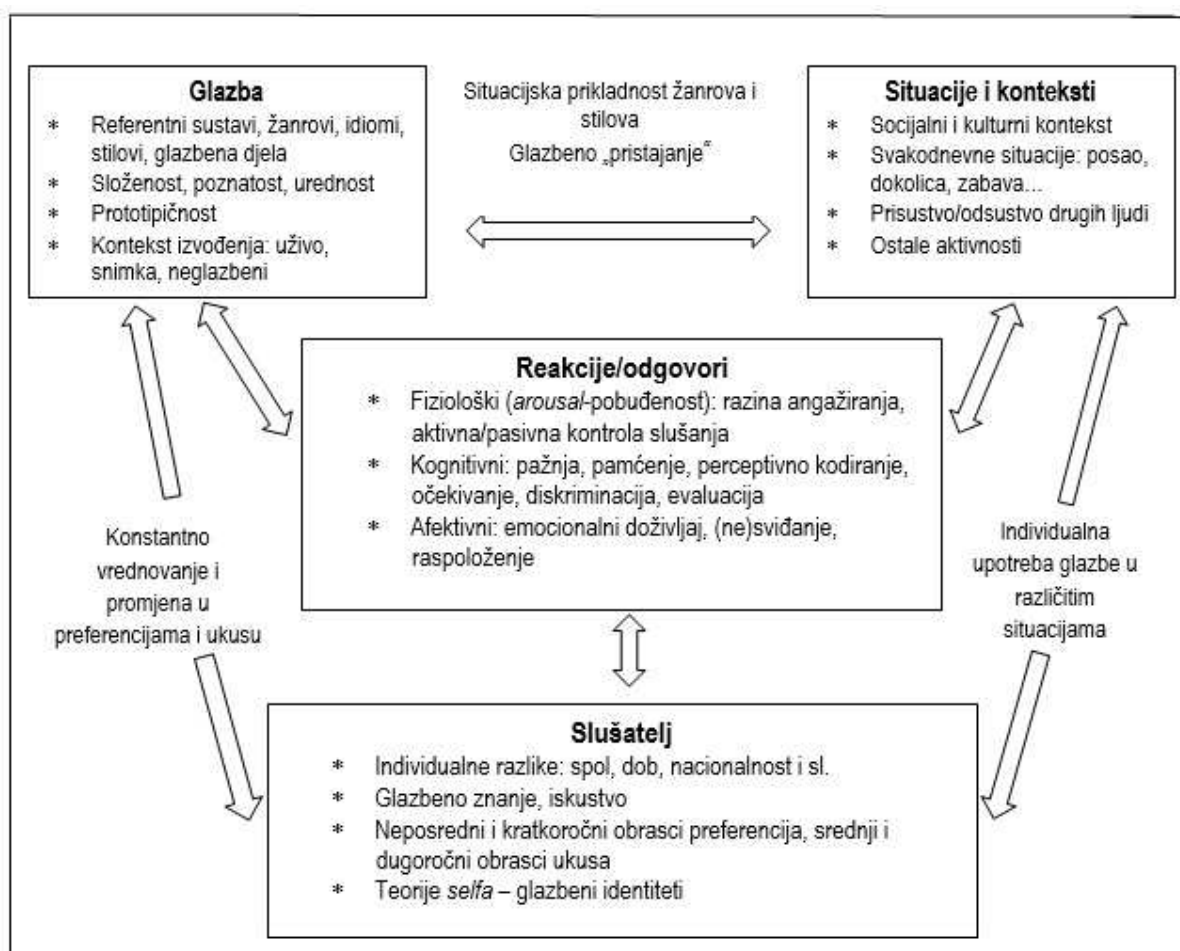 Glazba
* Referentni sustavi, žanrovi, idiomi,
stilovi, glazbena djela
* Složenost, poznatost, urednost
* Prototipičnost
* Kontekst izvođenja: uživo,
snimka, neglazbeni
Situacijska prikladnost žanrova i
stilova
Glazbeno „pristajanje“
Situacije i konteksti
* Socijalni i kulturni kontekst
* Svakodnevne situacije: posao,
dokolica, zabava...
* Prisustvo/odsustvo drugih ljudi
* Ostale aktivnosti
Reakcije/odgovori
* Fiziološki (arousal-pobuđenost): razina angažiranja,
aktivna/pasivna kontrola slušanja
* Kognitivni: pažnja, pamćenje, perceptivno kodiranje,
očekivanje, diskriminacija, evaluacija
* Afektivni: emocionalni doživljaj, (ne)sviđanje,
raspoloženje
Konstantno
vrednovanje i
promjena u
preferencijama i ukusu
Individualna
upotreba glazbe u
različitim
situacijama
Slušatelj
* Individualne razlike: spol, dob, nacionalnost i sl.
* Glazbeno znanje, iskustvo
* Neposredni i kratkoročni obrasci preferencija, srednji i
dugoročni obrasci ukusa
* Teorije selfa – glazbeni identiteti